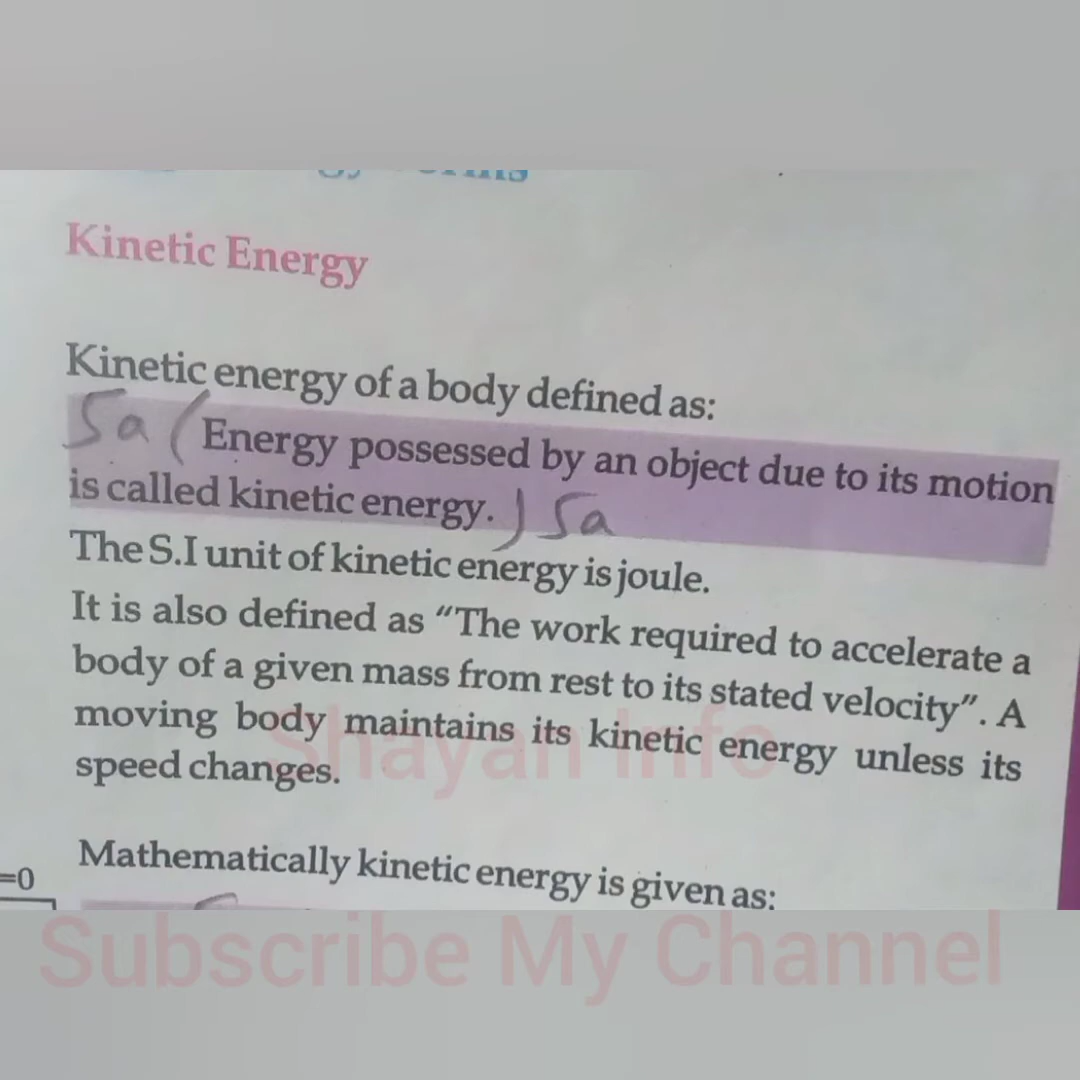 Kinetic Energy
Kinetic energy of a body defined as:
5a ( Energy possessed by an object due to its motion
is called kinetic energy. ) 5a
The S.I unit of kinetic energy is joule.
It is also defined as “The work required to accelerate a
body of a given mass from rest to its stated velocity”. A
moving body maintains its kinetic energy unless its
speed changes.
Shayan Info
Mathematically kinetic energy is given as:
=0
Subscribe My Channel